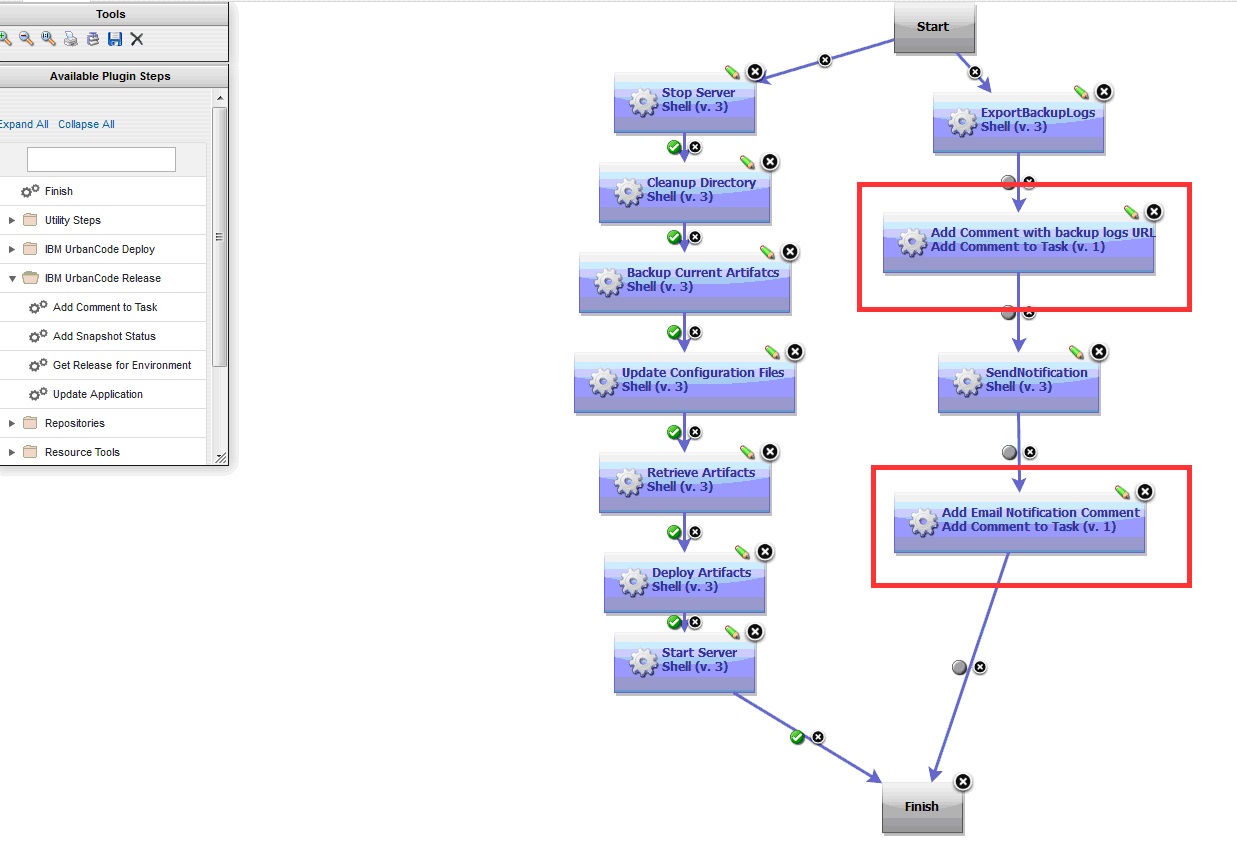 Tools
Available Plugin Steps
Expand All Collapse All
Finish
Utility Steps
IBM UrbanCode Deploy
IBM UrbanCode Release
Add Comment to Task
Add Snapshot Status
Get Release for Environment
Update Application
Repositories
Resource Tools
Start
Stop Server
Shell (v. 3)
Cleanup Directory
Shell (v. 3)
Backup Current Artifatcs
Shell (v. 3)
Update Configuration Files
Shell (v. 3)
Retrieve Artifacts
Shell (v. 3)
Deploy Artifacts
Shell (v. 3)
Start Server
Shell (v. 3)
ExportBackupLogs
Shell (v. 3)
Add Comment with backup logs URL
Add Comment to Task (v. 1)
SendNotification
Shell (v. 3)
Add Email Notification Comment
Add Comment to Task (v. 1)
Finish